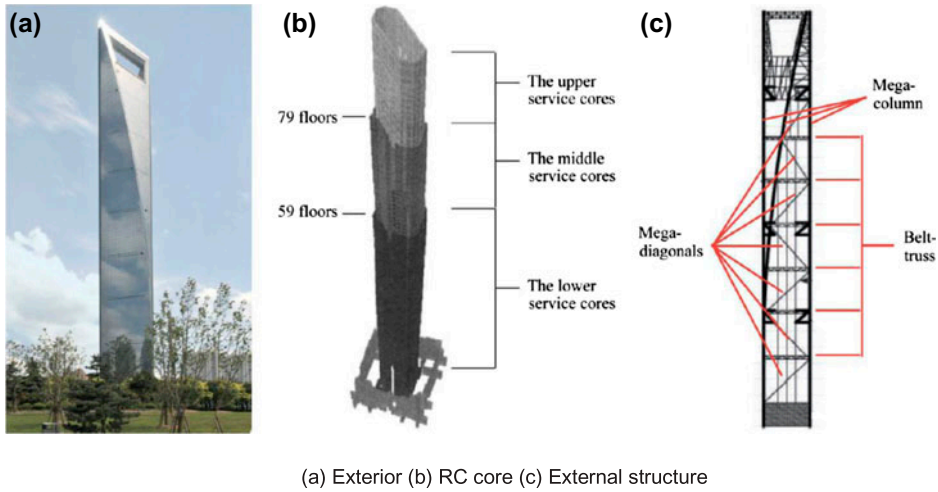 (a)
(b)
79 floors
59 floors
The upper
service cores
The middle
service cores
The lower
service cores
(c)
Mega-
column
Mega-
diagonals
Belt-
truss
(a) Exterior (b) RC core (c) External structure